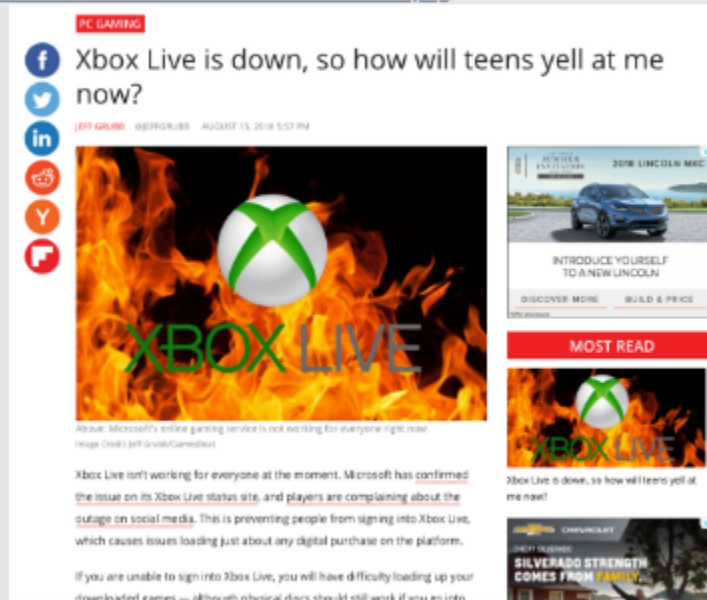 PC GAMING
Xbox Live is down, so how will teens yell at me
now?
JEFF GRUBB @JEFFGRUBB AUGUST 15, 2018 5:57 PM
XBOX LIVE
Above: Microsoft's online gaming service is not working for everyone right now.
Image Credit: Jeff Grubb/GamesBeat
Xbox Live isn't working for everyone at the moment. Microsoft has confirmed
the issue on its Xbox Live status site, and players are complaining about the
outage on social media. This is preventing people from signing into Xbox Live,
which causes issues loading just about any digital purchase on the platform.
If you are unable to sign into Xbox Live, you will have difficulty loading up your
downloaded games — although physical discs should still work if you go into
SUMMER
INVITATION
2018 LINCOLN MKC
INTRODUCE YOURSELF
TO A NEW LINCOLN
DISCOVER MORE
BUILD & PRICE
MOST READ
XBOX LIVE
Xbox Live is down, so how will teens yell at
me now?
CHEVROLET
SILVERADO STRENGTH
COMES FROM FAMILY.